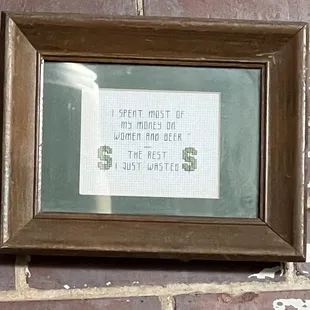 I SPENT MOST OF
MY MONEY ON
WOMEN AND BEER
—
THE REST
I JUST WASTED
$ $